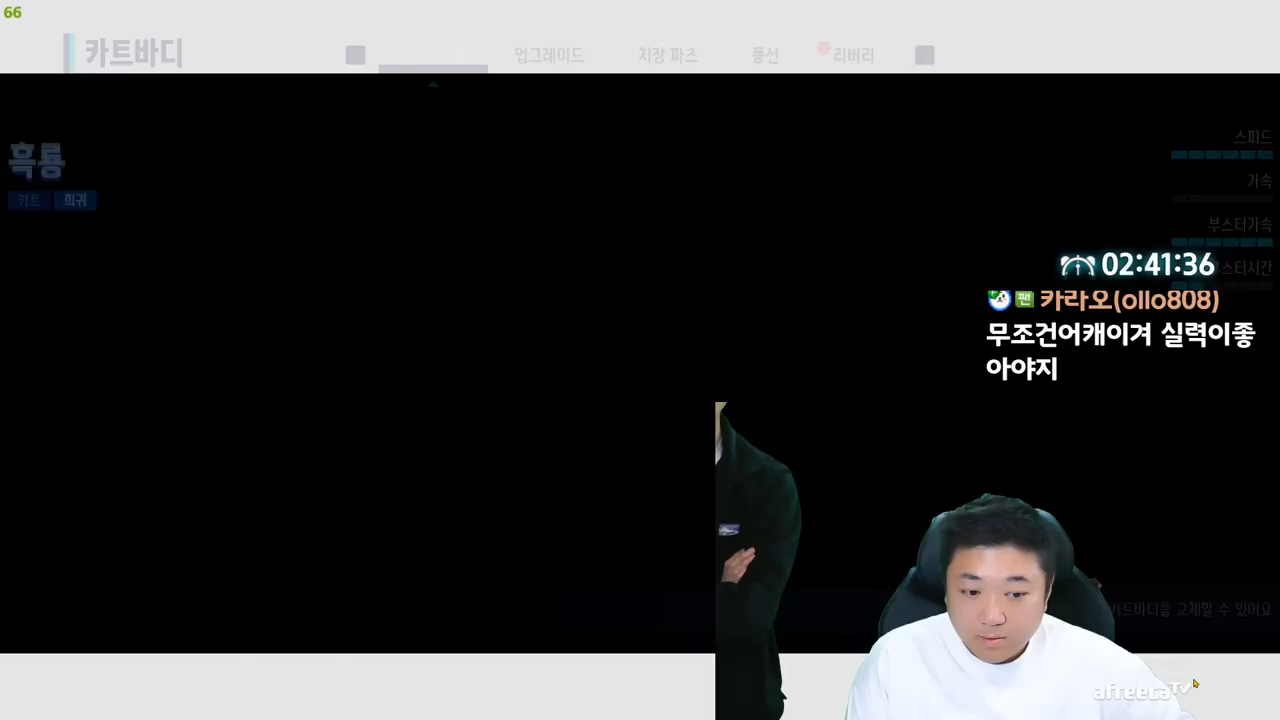 66
카트바디
업그레이드
치장 파츠
풍선
리버리
흑룡
카트
희귀
스피드
가속
부스터가속
부스터시간
02:41:36
팬 카라오(ollo808)
무조건어캐이겨 실력이좋
아야지
카트바디를 교체할 수 있어요
afreecaTV